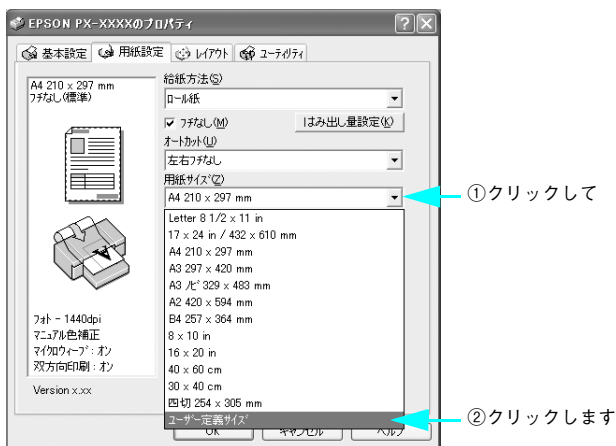 EPSON PX-XXXXのプロパティ
基本設定 用紙設定 レイアウト ユーティリティ
A4 210 x 297 mm
フチなし(標準)
フォト - 1440dpi
マニュアル色補正
マイクロウィーブ: オン
双方向印刷: オン
Version x.xx
給紙方法(S)
ロール紙
フチなし(M) はみ出し量設定(K)
オートカット(U)
左右フチなし
用紙サイズ(Z)
A4 210 x 297 mm
Letter 8 1/2 x 11 in
17 x 24 in / 432 x 610 mm
A4 210 x 297 mm
A3 297 x 420 mm
A3 ノビ 329 x 483 mm
A2 420 x 594 mm
B4 257 x 364 mm
8 x 10 in
16 x 20 in
40 x 60 cm
30 x 40 cm
四切 254 x 305 mm
ユーザー定義サイズ
OK キャンセル ヘルプ
①クリックして
②クリックします